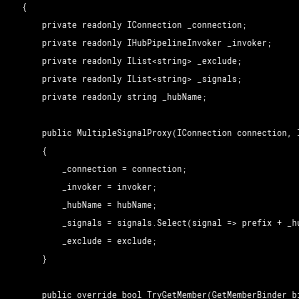 {
private readonly IConnection _connection;
private readonly IHubPipelineInvoker _invoker;
private readonly IList<string> _exclude;
private readonly IList<string> _signals;
private readonly string _hubName;
public MultipleSignalProxy(IConnection connection,
{
_connection = connection;
_invoker = invoker;
_hubName = hubName;
_signals = signals.Select(signal => prefix + _hu
_exclude = exclude;
}
public override bool TryGetMember(GetMemberBinder bi